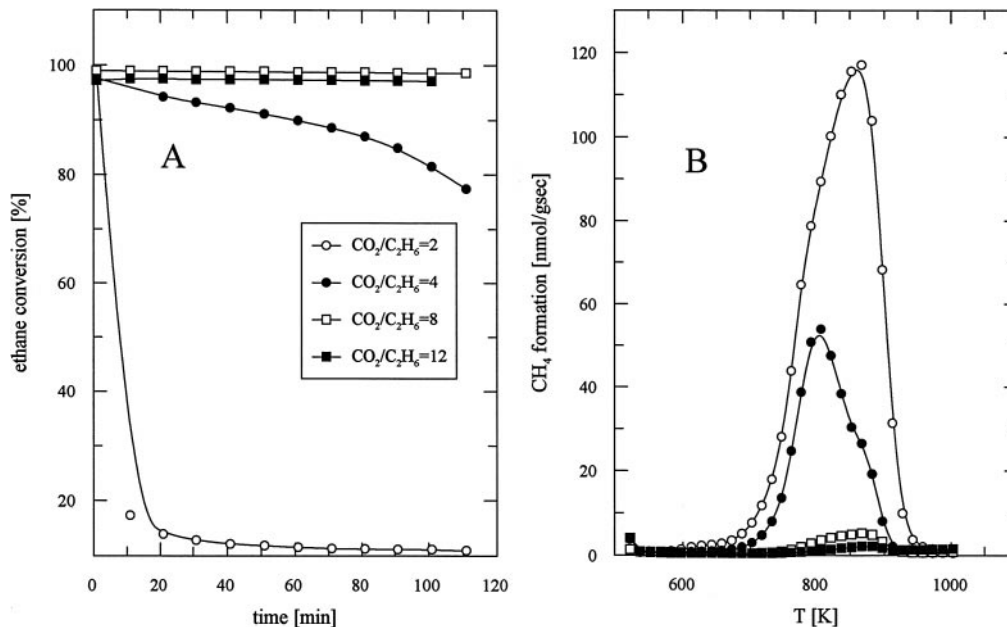 ethane conversion [%]
100
80
60
40
20
A
CO₂/C₂H₆=2
CO₂/C₂H₆=4
CO₂/C₂H₆=8
CO₂/C₂H₆=12
0 20 40 60 80 100 120
time [min]
CH₄ formation [nmol/gsec]
120
100
80
60
40
20
0
B
600 800 1000
T [K]